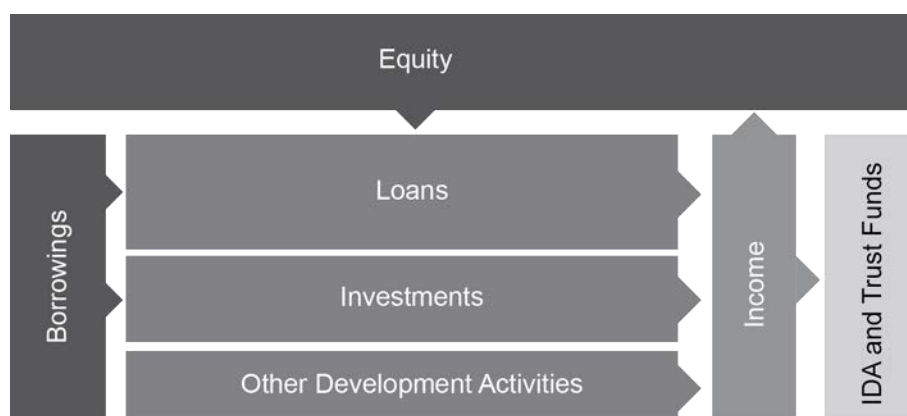 Equity
Borrowings
Loans
Investments
Other Development Activities
Income
IDA and Trust Funds